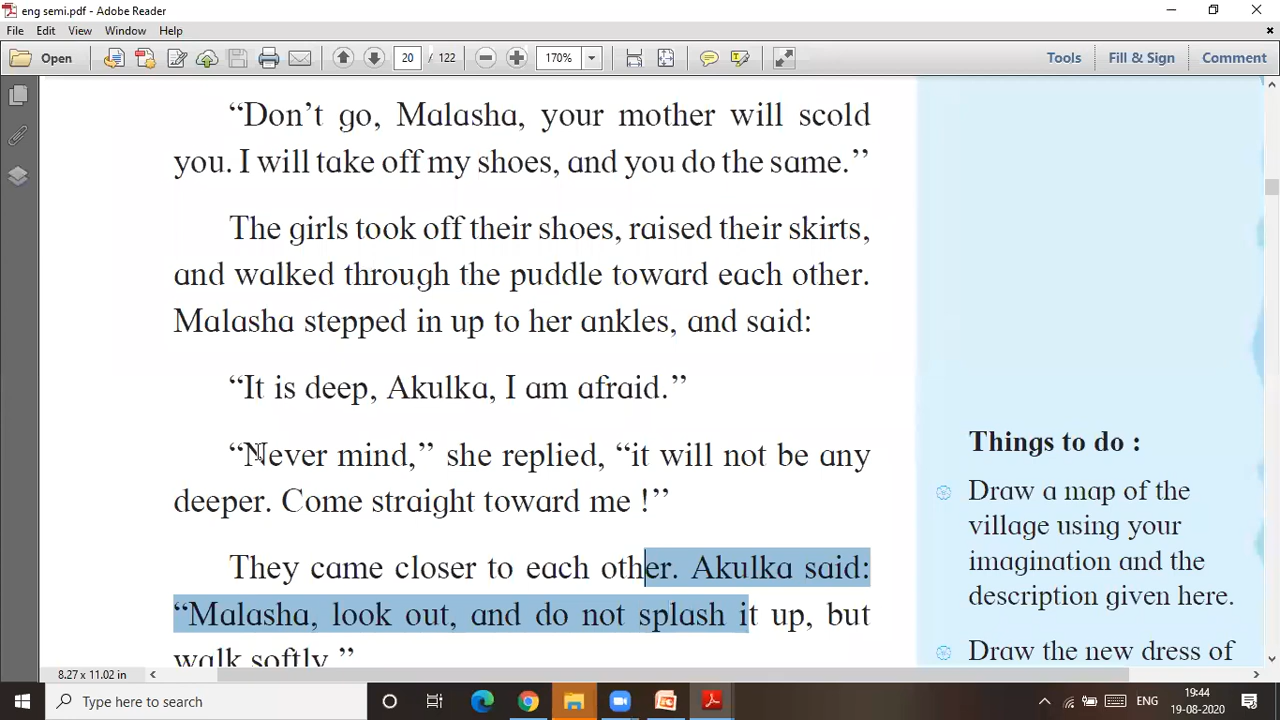 eng semi.pdf - Adobe Reader
File Edit View Window Help
Open 20 / 122 170% Tools Fill & Sign Comment
“Don’t go, Malasha, your mother will scold
you. I will take off my shoes, and you do the same.”
The girls took off their shoes, raised their skirts,
and walked through the puddle toward each other.
Malasha stepped in up to her ankles, and said:
“It is deep, Akulka, I am afraid.”
“Never mind,” she replied, “it will not be any
deeper. Come straight toward me !”
They came closer to each other. Akulka said:
“Malasha, look out, and do not splash it up, but
walk softly.”
Things to do :
Draw a map of the
village using your
imagination and the
description given here.
Draw the new dress of
8.27 x 11.02 in
Type here to search
ENG
19:44
19-08-2020